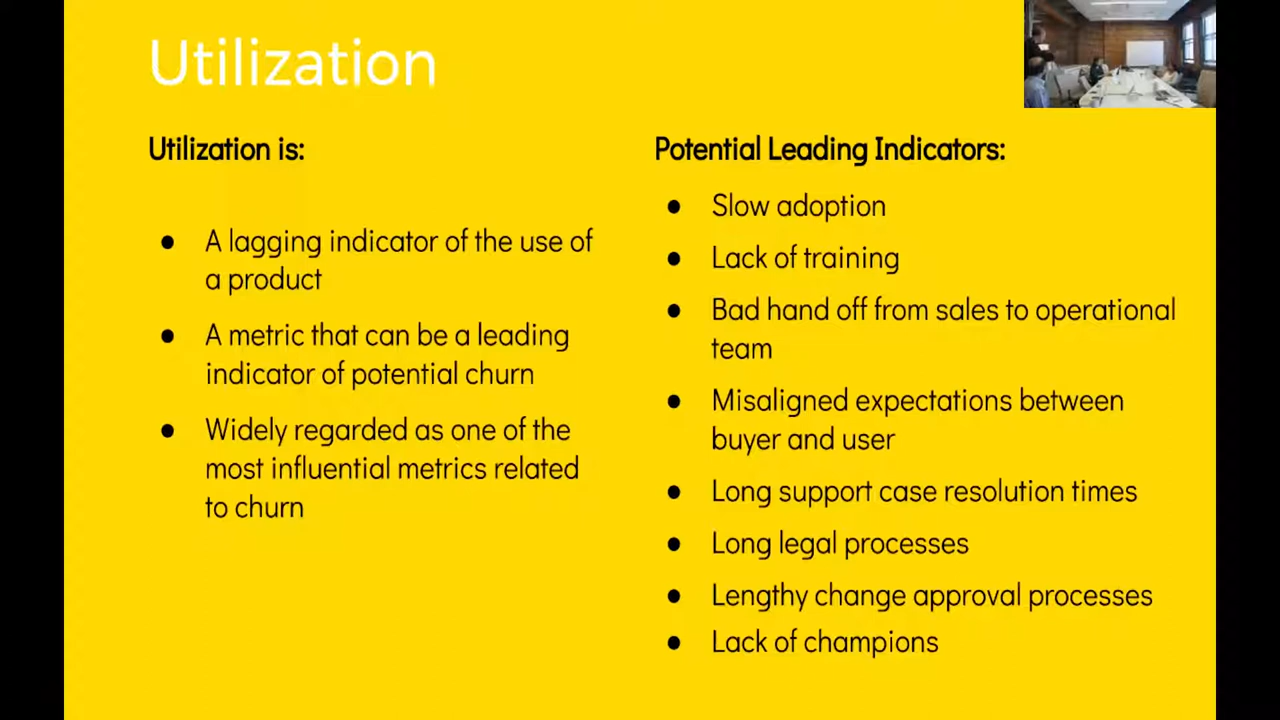 Utilization
Utilization is:
A lagging indicator of the use of
a product
A metric that can be a leading
indicator of potential churn
Widely regarded as one of the
most influential metrics related
to churn
Potential Leading Indicators:
Slow adoption
Lack of training
Bad hand off from sales to operational
team
Misaligned expectations between
buyer and user
Long support case resolution times
Long legal processes
Lengthy change approval processes
Lack of champions